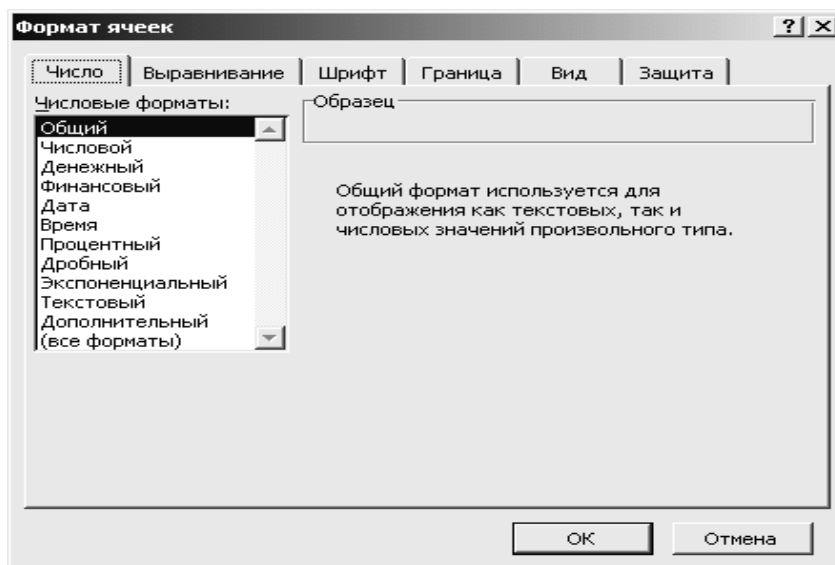 Формат ячеек
Число Выравнивание Шрифт Граница Вид Защита
Числовые форматы:
Общий
Числовой
Денежный
Финансовый
Дата
Время
Процентный
Дробный
Экспоненциальный
Текстовый
Дополнительный
(все форматы)
Образец
Общий формат используется для
отображения как текстовых, так и
числовых значений произвольного типа.
ОК Отмена